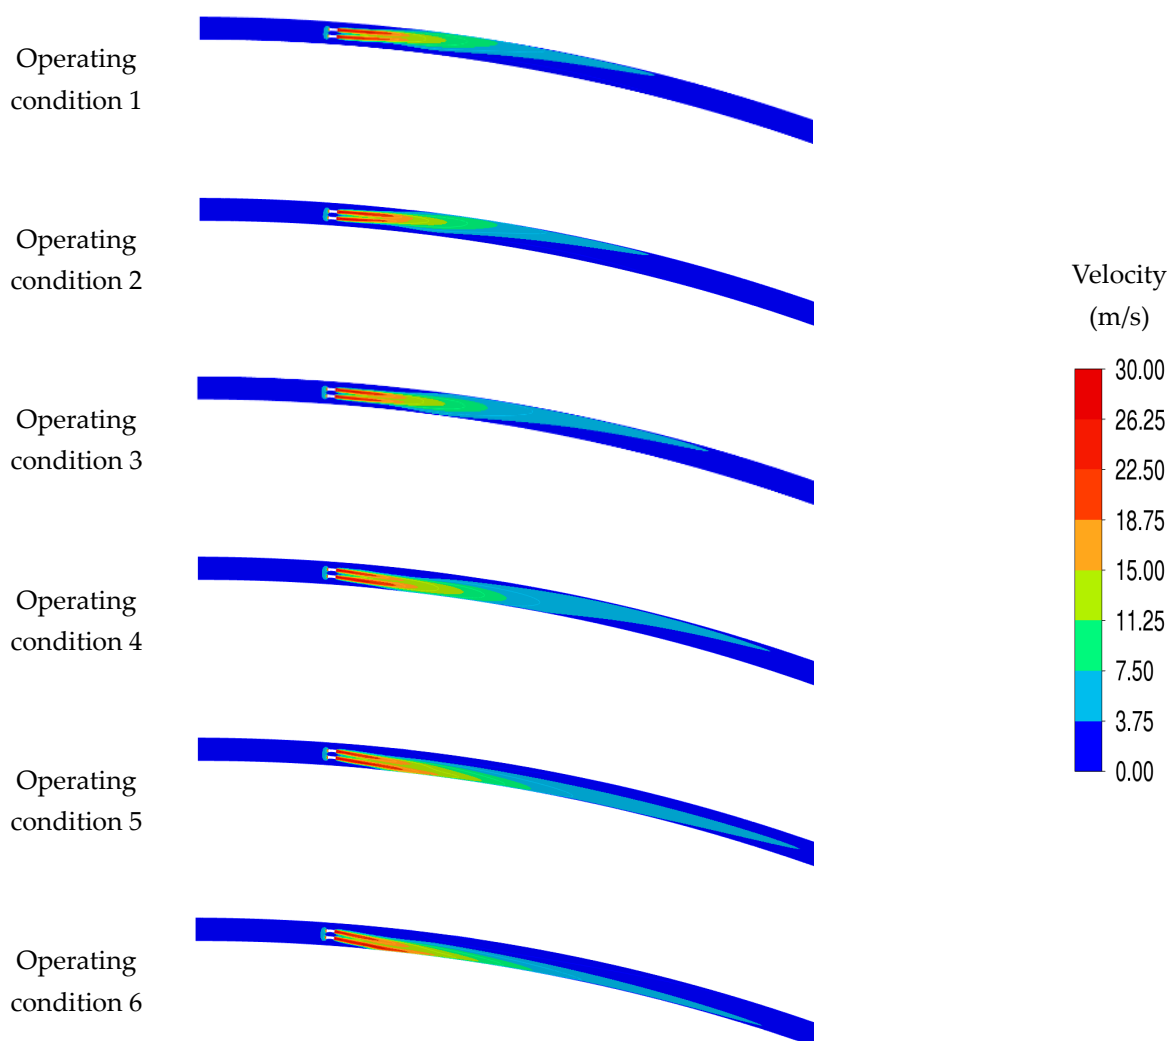 Operating
condition 1
Operating
condition 2
Operating
condition 3
Operating
condition 4
Operating
condition 5
Operating
condition 6
Velocity
(m/s)
30.00
26.25
22.50
18.75
15.00
11.25
7.50
3.75
0.00